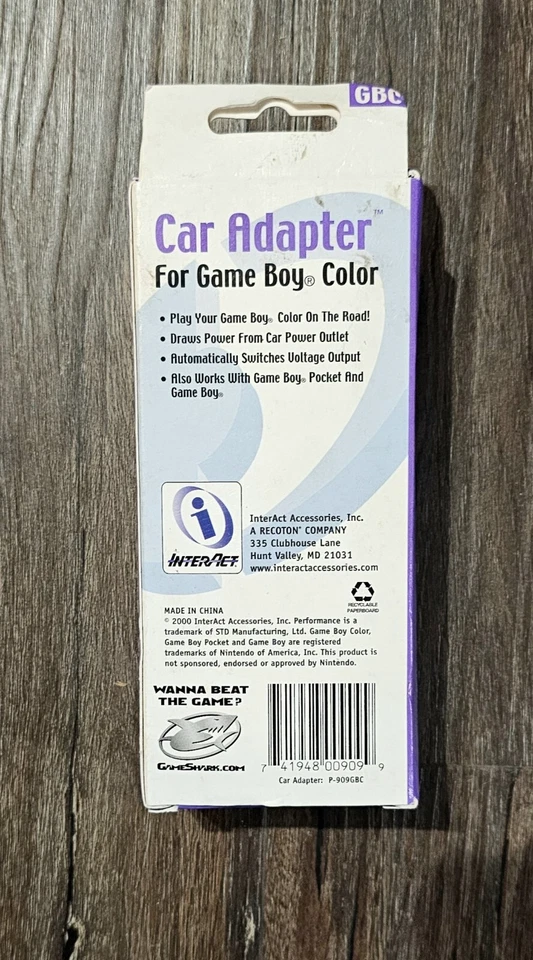 GBC
Car Adapter™
For Game Boy® Color
• Play Your Game Boy® Color On The Road!
• Draws Power From Car Power Outlet
• Automatically Switches Voltage Output
• Also Works With Game Boy® Pocket And
Game Boy®
INTERACT
InterAct Accessories, Inc.
A RECOTON® COMPANY
335 Clubhouse Lane
Hunt Valley, MD 21031
www.interactaccessories.com
RECYCLABLE
PAPERBOARD
MADE IN CHINA
© 2000 InterAct Accessories, Inc. Performance is a
trademark of STD Manufacturing, Ltd. Game Boy Color,
Game Boy Pocket and Game Boy are registered
trademarks of Nintendo of America, Inc. This product is
not sponsored, endorsed or approved by Nintendo.
WANNA BEAT
THE GAME?
GAMESHARK.COM
7 41948 00909 9
Car Adapter: P-909GBC